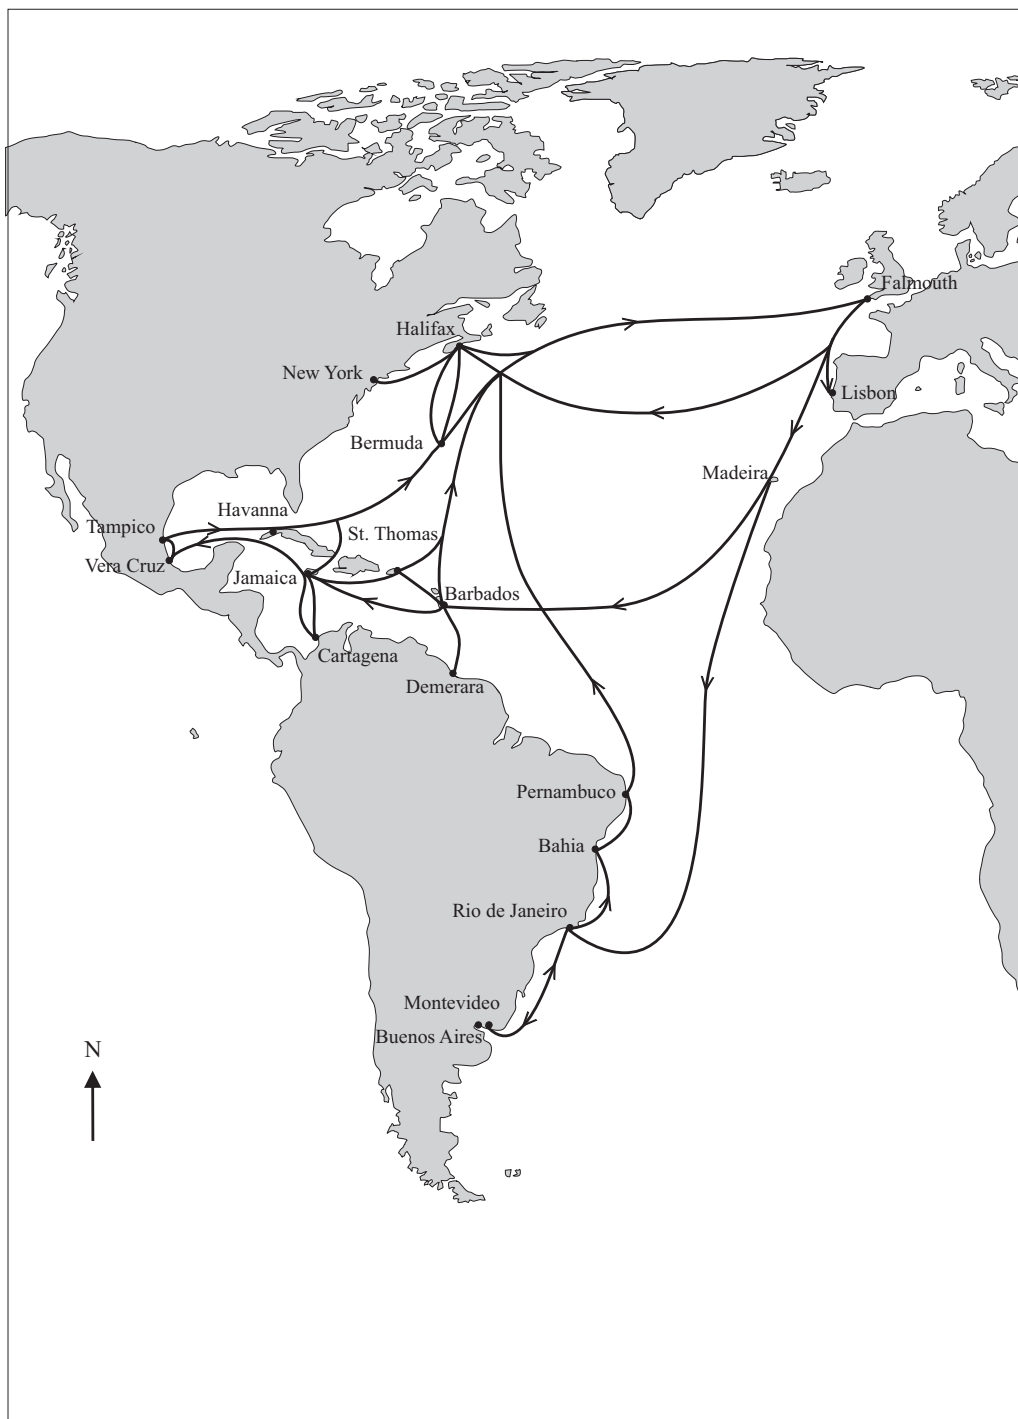 Falmouth
Halifax
New York
Lisbon
Bermuda
Madeira
Havanna
Tampico
St. Thomas
Vera Cruz
Jamaica
Barbados
Cartagena
Demerara
Pernambuco
Bahia
Rio de Janeiro
Montevideo
Buenos Aires
N